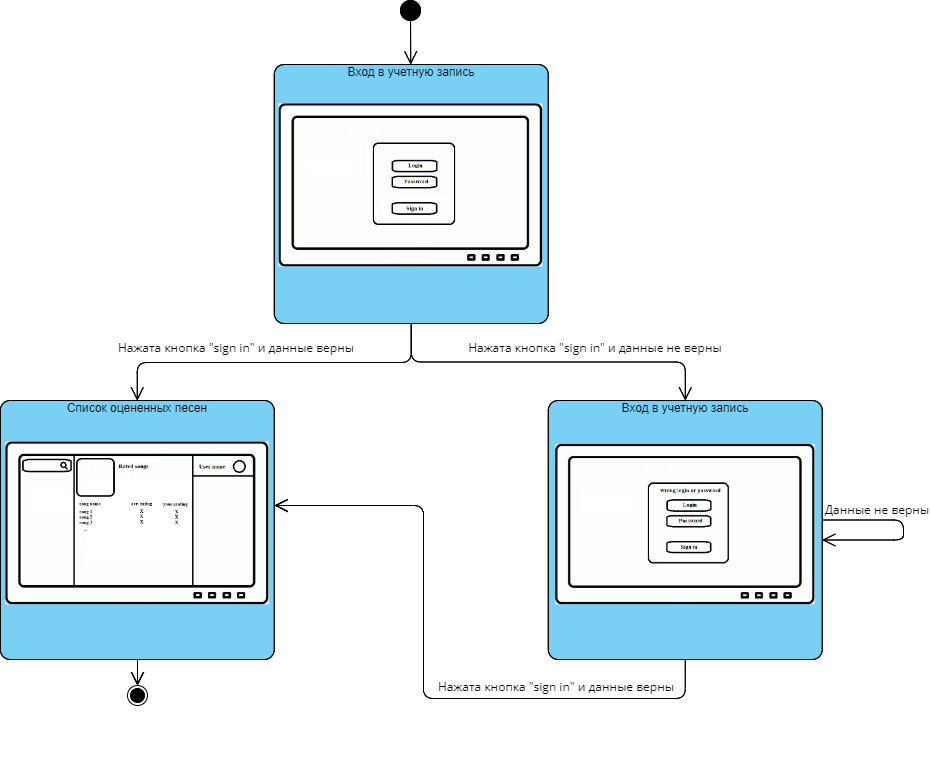 Вход в учетную запись
Login
Password
Sign in
Нажата кнопка "sign in" и данные верны
Нажата кнопка "sign in" и данные не верны
Список оцененных песен
Rated songs
User name
song name
ave. rating
your rating
song 1 X X
song 2 X X
song 3 X X
...
Вход в учетную запись
wrong login or password
Login
Password
Sign in
Данные не верны
Нажата кнопка "sign in" и данные верны